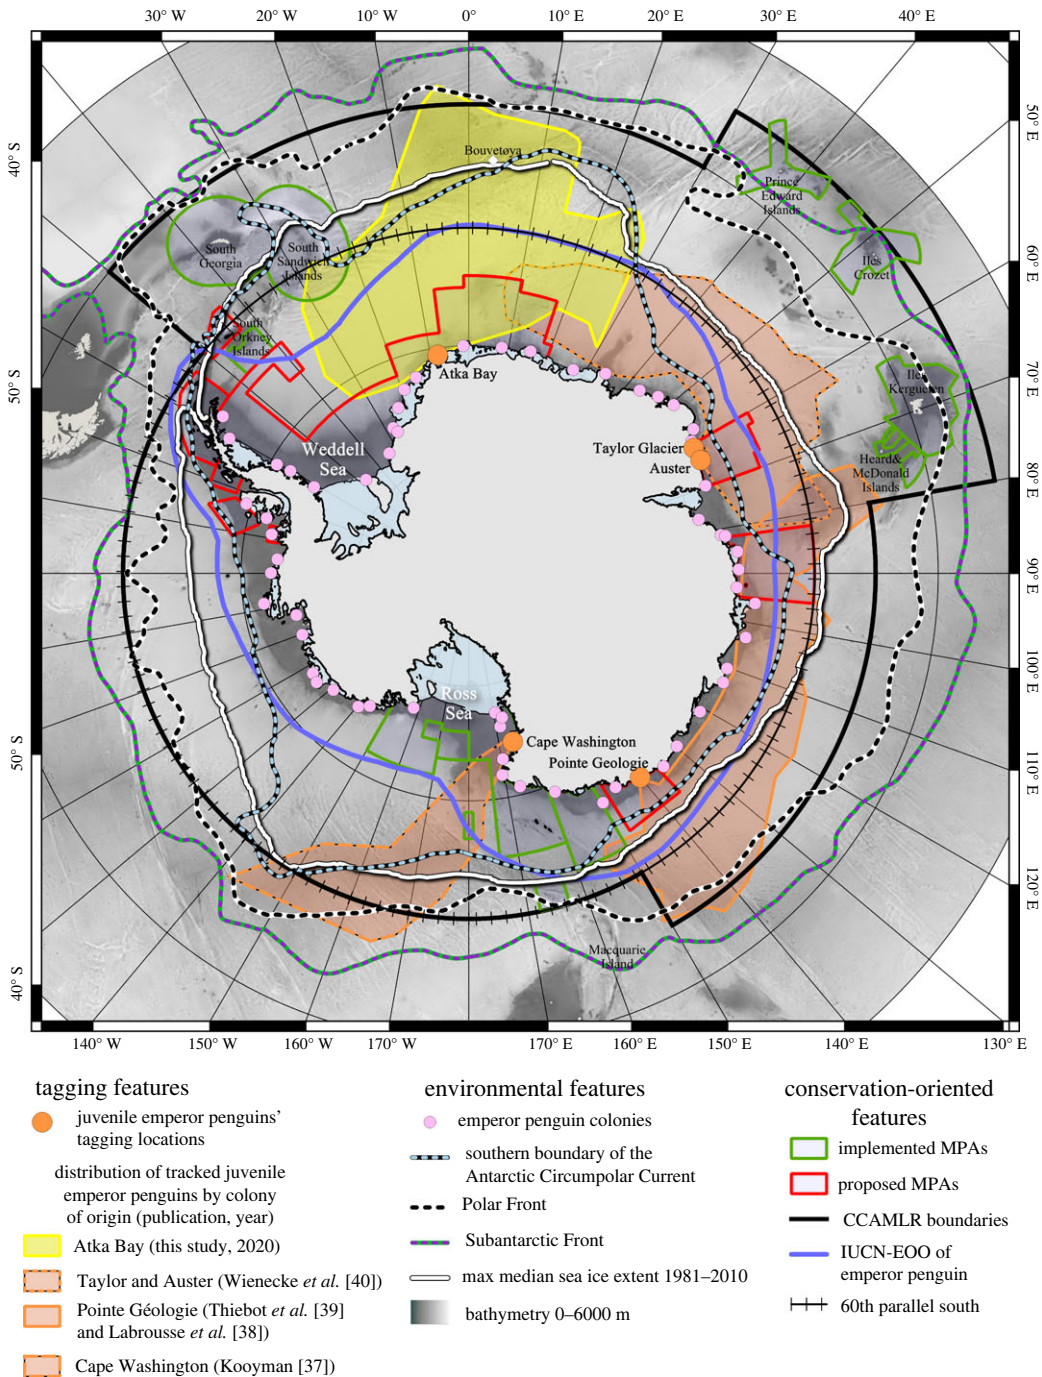 30° W
20° W
10° W
0°
10° E
20° E
30° E
40° E
40° S
50° S
50° S
40° S
50° E
60° E
70° E
80° E
90° E
100° E
110° E
120° E
Bouvetøya
Prince
Edward
Islands
Iles
Crozet
South
Georgia
South
Sandwich
Islands
South
Orkney
Islands
Iles
Kerguelen
Heard&
McDonald
Islands
Atka Bay
Weddell
Sea
Taylor Glacier
Auster
Ross
Sea
Cape Washington
Pointe Geologie
Macquarie
Island
140° W
150° W
160° W
170° W
170° E
160° E
150° E
140° E
130° E
tagging features
juvenile emperor penguins’
tagging locations
distribution of tracked juvenile
emperor penguins by colony
of origin (publication, year)
Atka Bay (this study, 2020)
Taylor and Auster (Wienecke et al. [40])
Pointe Géologie (Thiebot et al. [39]
and Labrousse et al. [38])
Cape Washington (Kooyman [37])
environmental features
emperor penguin colonies
southern boundary of the
Antarctic Circumpolar Current
Polar Front
Subantarctic Front
max median sea ice extent 1981–2010
bathymetry 0–6000 m
conservation-oriented
features
implemented MPAs
proposed MPAs
CCAMLR boundaries
IUCN-EOO of
emperor penguin
60th parallel south